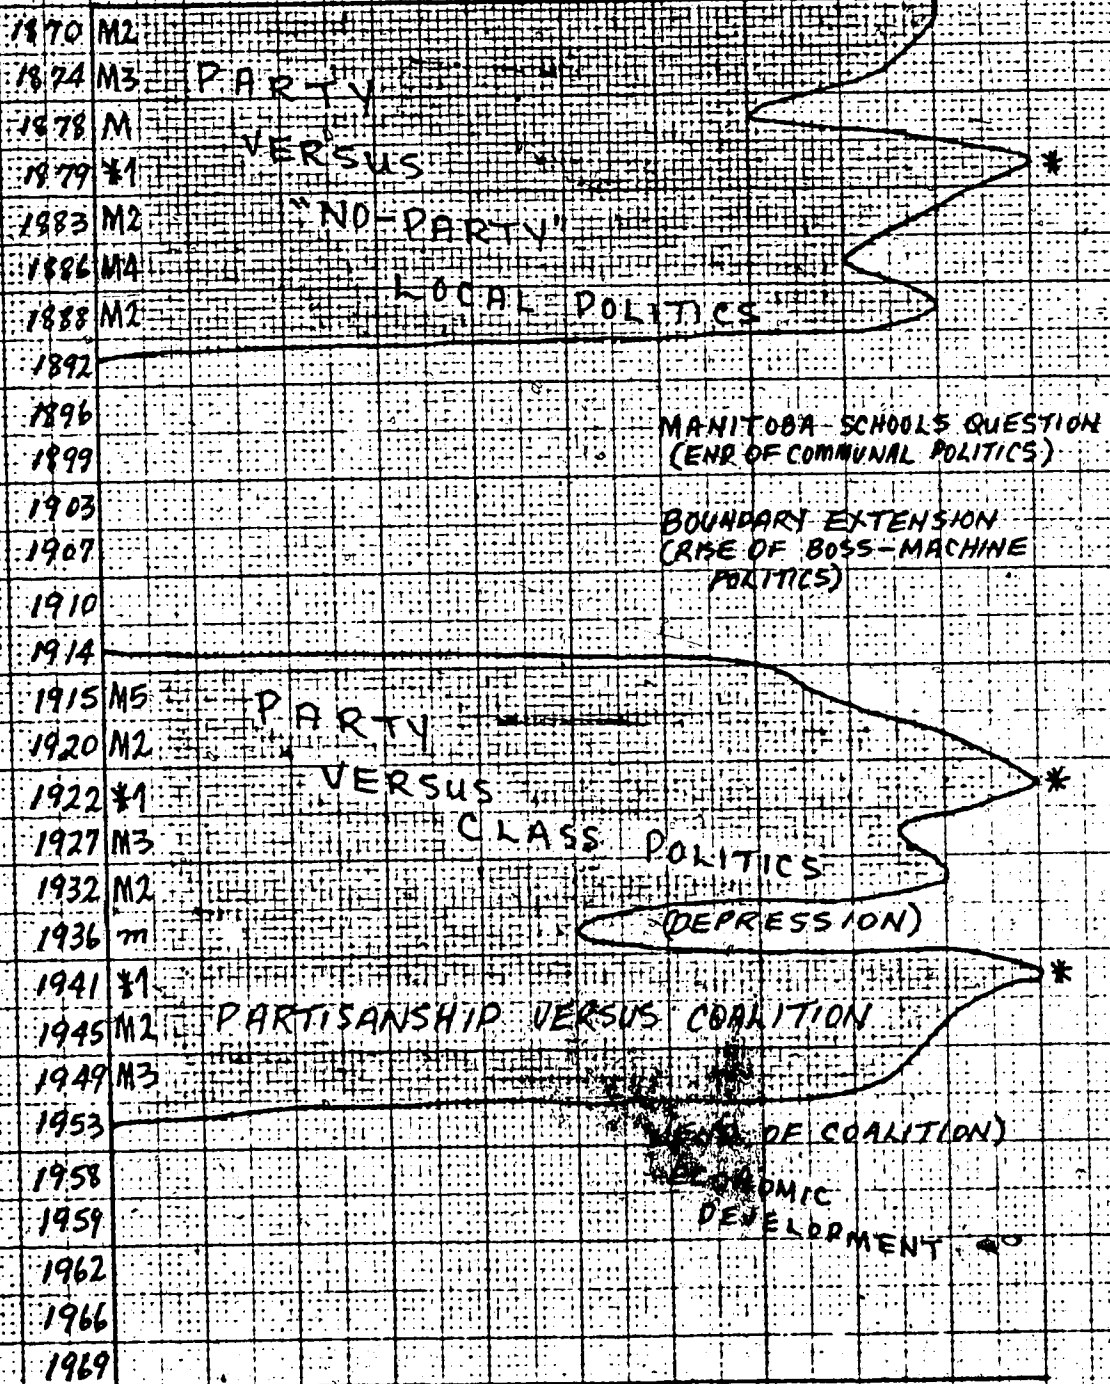 1870 M2
1874 M3
PARTY
1878 M
VERSUS
1879 *1 *
1883 M2
"NO-PARTY"
1886 M4
LOCAL POLITICS
1888 M2
1892
1896
MANITOBA SCHOOLS QUESTION
(END OF COMMUNAL POLITICS)
1899
1903
BOUNDARY EXTENSION
(RISE OF BOSS-MACHINE
POLITICS)
1907
1910
1914
1915 M5
PARTY
1920 M2
VERSUS
*
1922 *1
CLASS POLITICS
1927 M3
1932 M2
(DEPRESSION)
1936 m
1941 *1 *
PARTISANSHIP VERSUS COALITION
1945 M2
1949 M3
1953
OF COALITION)
1958
ECONOMIC
DEVELOPMENT
1959
1962
1966
1969